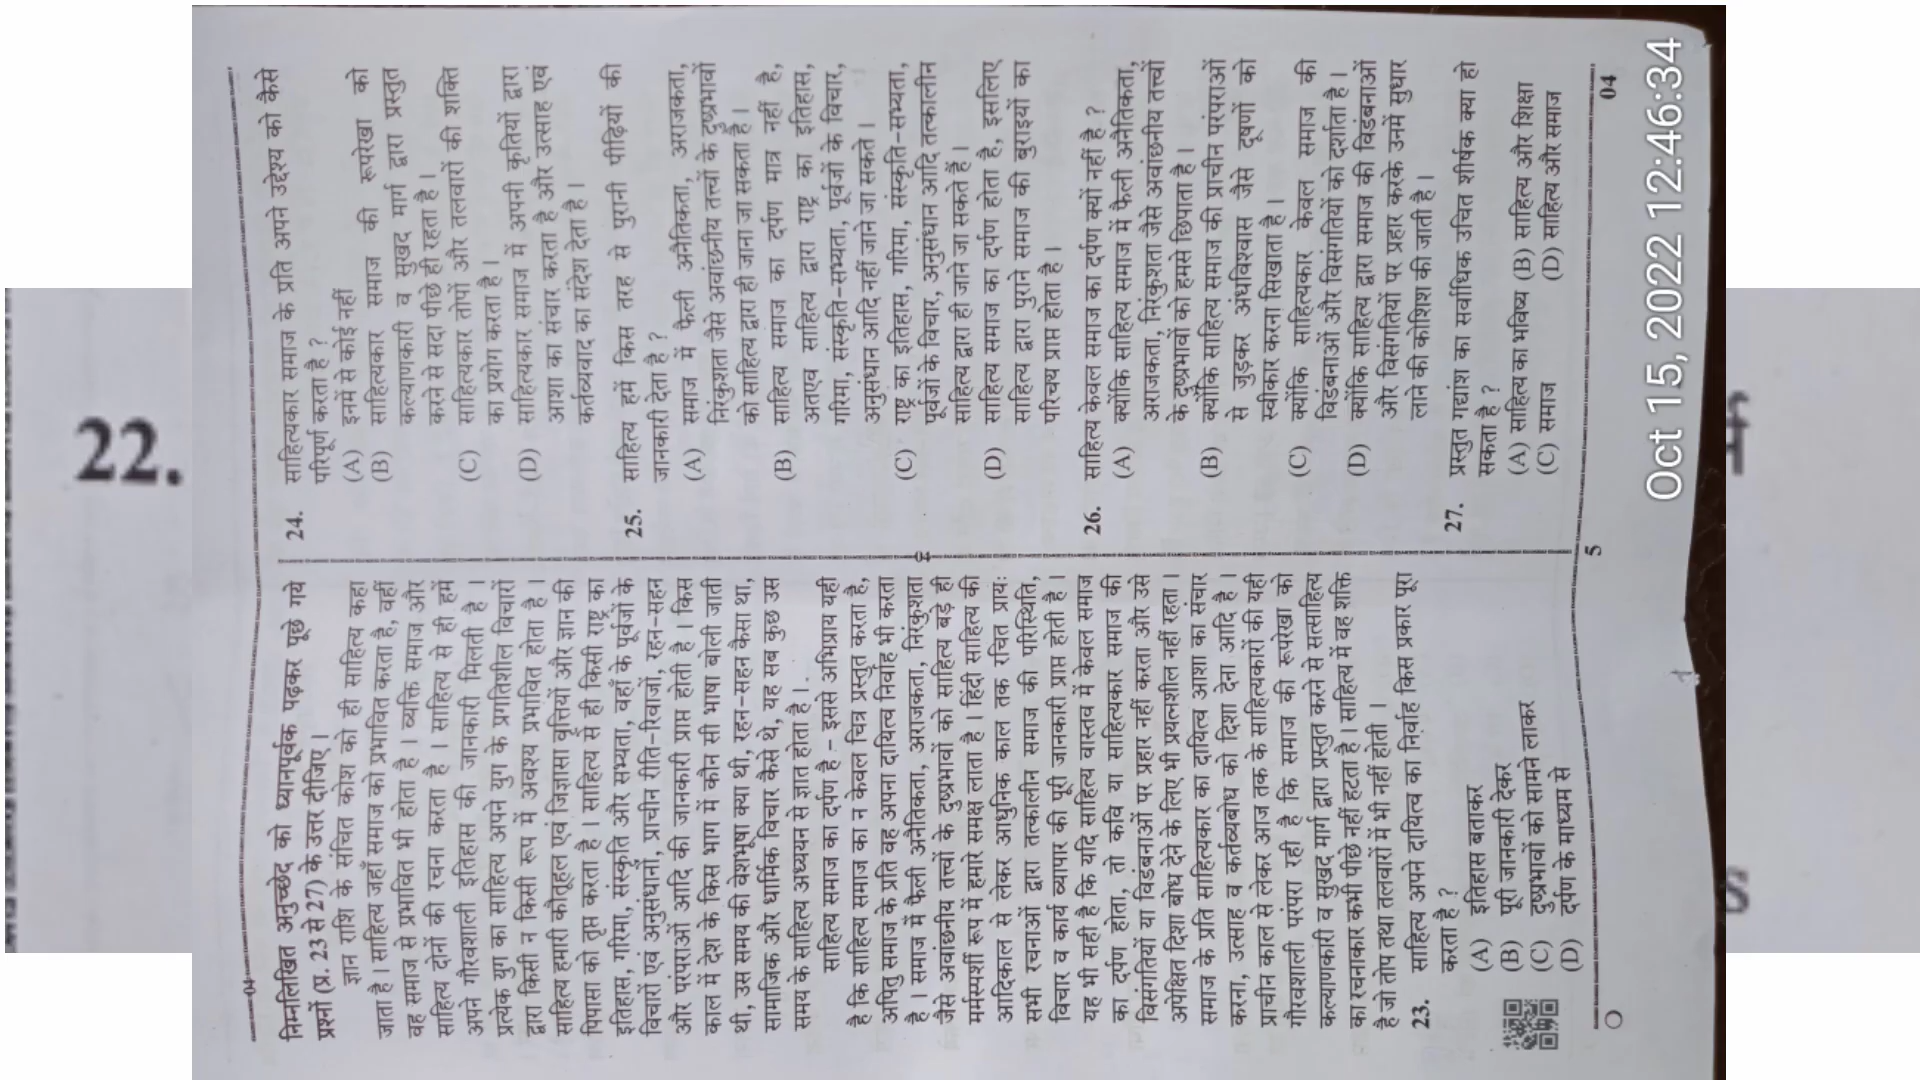 22.
04
निम्नलिखित अनुच्छेद को ध्यानपूर्वक पढ़कर पूछे गये
प्रश्नों (प्र. 23 से 27) के उत्तर दीजिए ।
ज्ञान राशि के संचित कोश को ही साहित्य कहा
जाता है । साहित्य जहाँ समाज को प्रभावित करता है, वहीं
वह समाज से प्रभावित भी होता है । व्यक्ति समाज और
साहित्य दोनों की रचना करता है । साहित्य से ही हमें
अपने गौरवशाली इतिहास की जानकारी मिलती है ।
प्रत्येक युग का साहित्य अपने युग के प्रगतिशील विचारों
द्वारा किसी न किसी रूप में अवश्य प्रभावित होता है ।
साहित्य हमारी कौतूहल एवं जिज्ञासा वृत्तियों और ज्ञान की
पिपासा को तृप्त करता है । साहित्य से ही किसी राष्ट्र का
इतिहास, गरिमा, संस्कृति और सभ्यता, वहाँ के पूर्वजों के
विचारों एवं अनुसंधानों, प्राचीन रीति-रिवाजों, रहन-सहन
और परंपराओं आदि की जानकारी प्राप्त होती है । किस
काल में देश के किस भाग में कौन सी भाषा बोली जाती
थी, उस समय की वेशभूषा क्या थी, रहन-सहन कैसा था,
सामाजिक और धार्मिक विचार कैसे थे, यह सब कुछ उस
समय के साहित्य अध्ययन से ज्ञात होता है ।
साहित्य समाज का दर्पण है - इससे अभिप्राय यही
है कि साहित्य समाज का न केवल चित्र प्रस्तुत करता है,
अपितु समाज के प्रति वह अपना दायित्व निर्वाह भी करता
है । समाज में फैली अनैतिकता, अराजकता, निरंकुशता
जैसे अवांछनीय तत्त्वों के दुष्प्रभावों को साहित्य बड़े ही
मर्मस्पर्शी रूप में हमारे समक्ष लाता है । हिंदी साहित्य की
आदिकाल से लेकर आधुनिक काल तक रचित प्रायः
सभी रचनाओं द्वारा तत्कालीन समाज की परिस्थिति,
विचार व कार्य व्यापार की पूरी जानकारी प्राप्त होती है ।
यह भी सही है कि यदि साहित्य वास्तव में केवल समाज
का दर्पण होता, तो कवि या साहित्यकार समाज की
विसंगतियों या विडंबनाओं पर प्रहार नहीं करता और उसे
अपेक्षित दिशा बोध देने के लिए भी प्रयत्नशील नहीं रहता ।
समाज के प्रति साहित्यकार का दायित्व आशा का संचार
करना, उत्साह व कर्तव्यबोध को दिशा देना आदि है ।
प्राचीन काल से लेकर आज तक के साहित्यकारों की यही
गौरवशाली परंपरा रही है कि समाज की रूपरेखा को
कल्याणकारी व सुखद मार्ग द्वारा प्रस्तुत करने से सत्साहित्य
का रचनाकार कभी पीछे नहीं हटता है । साहित्य में वह शक्ति
है जो तोप तथा तलवारों में भी नहीं होती ।
23. साहित्य अपने दायित्व का निर्वाह किस प्रकार पूरा
करता है ?
(A) इतिहास बताकर
(B) पूरी जानकारी देकर
(C) दुष्प्रभावों को सामने लाकर
(D) दर्पण के माध्यम से
24. साहित्यकार समाज के प्रति अपने उद्देश्य को कैसे
परिपूर्ण करता है ?
(A) इनमें से कोई नहीं
(B) साहित्यकार समाज की रूपरेखा को
कल्याणकारी व सुखद मार्ग द्वारा प्रस्तुत
करने से सदा पीछे ही रहता है ।
(C) साहित्यकार तोपों और तलवारों की शक्ति
का प्रयोग करता है ।
(D) साहित्यकार समाज में अपनी कृतियों द्वारा
आशा का संचार करता है और उत्साह एवं
कर्तव्यवाद का संदेश देता है ।
25. साहित्य हमें किस तरह से पुरानी पीढ़ियों की
जानकारी देता है ?
(A) समाज में फैली अनैतिकता, अराजकता,
निरंकुशता जैसे अवांछनीय तत्त्वों के दुष्प्रभावों
को साहित्य द्वारा ही जाना जा सकता है ।
(B) साहित्य समाज का दर्पण मात्र नहीं है,
अतएव साहित्य द्वारा राष्ट्र का इतिहास,
गरिमा, संस्कृति-सभ्यता, पूर्वजों के विचार,
अनुसंधान आदि नहीं जाने जा सकते ।
(C) राष्ट्र का इतिहास, गरिमा, संस्कृति-सभ्यता,
पूर्वजों के विचार, अनुसंधान आदि तत्कालीन
साहित्य द्वारा ही जाने जा सकते हैं ।
(D) साहित्य समाज का दर्पण होता है, इसलिए
साहित्य द्वारा पुराने समाज की बुराइयों का
परिचय प्राप्त होता है ।
26. साहित्य केवल समाज का दर्पण क्यों नहीं है ?
(A) क्योंकि साहित्य समाज में फैली अनैतिकता,
अराजकता, निरंकुशता जैसे अवांछनीय तत्त्वों
के दुष्प्रभावों को हमसे छिपाता है ।
(B) क्योंकि साहित्य समाज की प्राचीन परंपराओं
से जुड़कर अंधविश्वास जैसे दूषणों को
स्वीकार करना सिखाता है ।
(C) क्योंकि साहित्यकार केवल समाज की
विडंबनाओं और विसंगतियों को दर्शाता है ।
(D) क्योंकि साहित्य द्वारा समाज की विडंबनाओं
और विसंगतियों पर प्रहार करके उनमें सुधार
लाने की कोशिश की जाती है ।
27. प्रस्तुत गद्यांश का सर्वाधिक उचित शीर्षक क्या हो
सकता है ?
(A) साहित्य का भविष्य (B) साहित्य और शिक्षा
(C) समाज (D) साहित्य और समाज
5
04
Oct 15, 2022 12:46:34